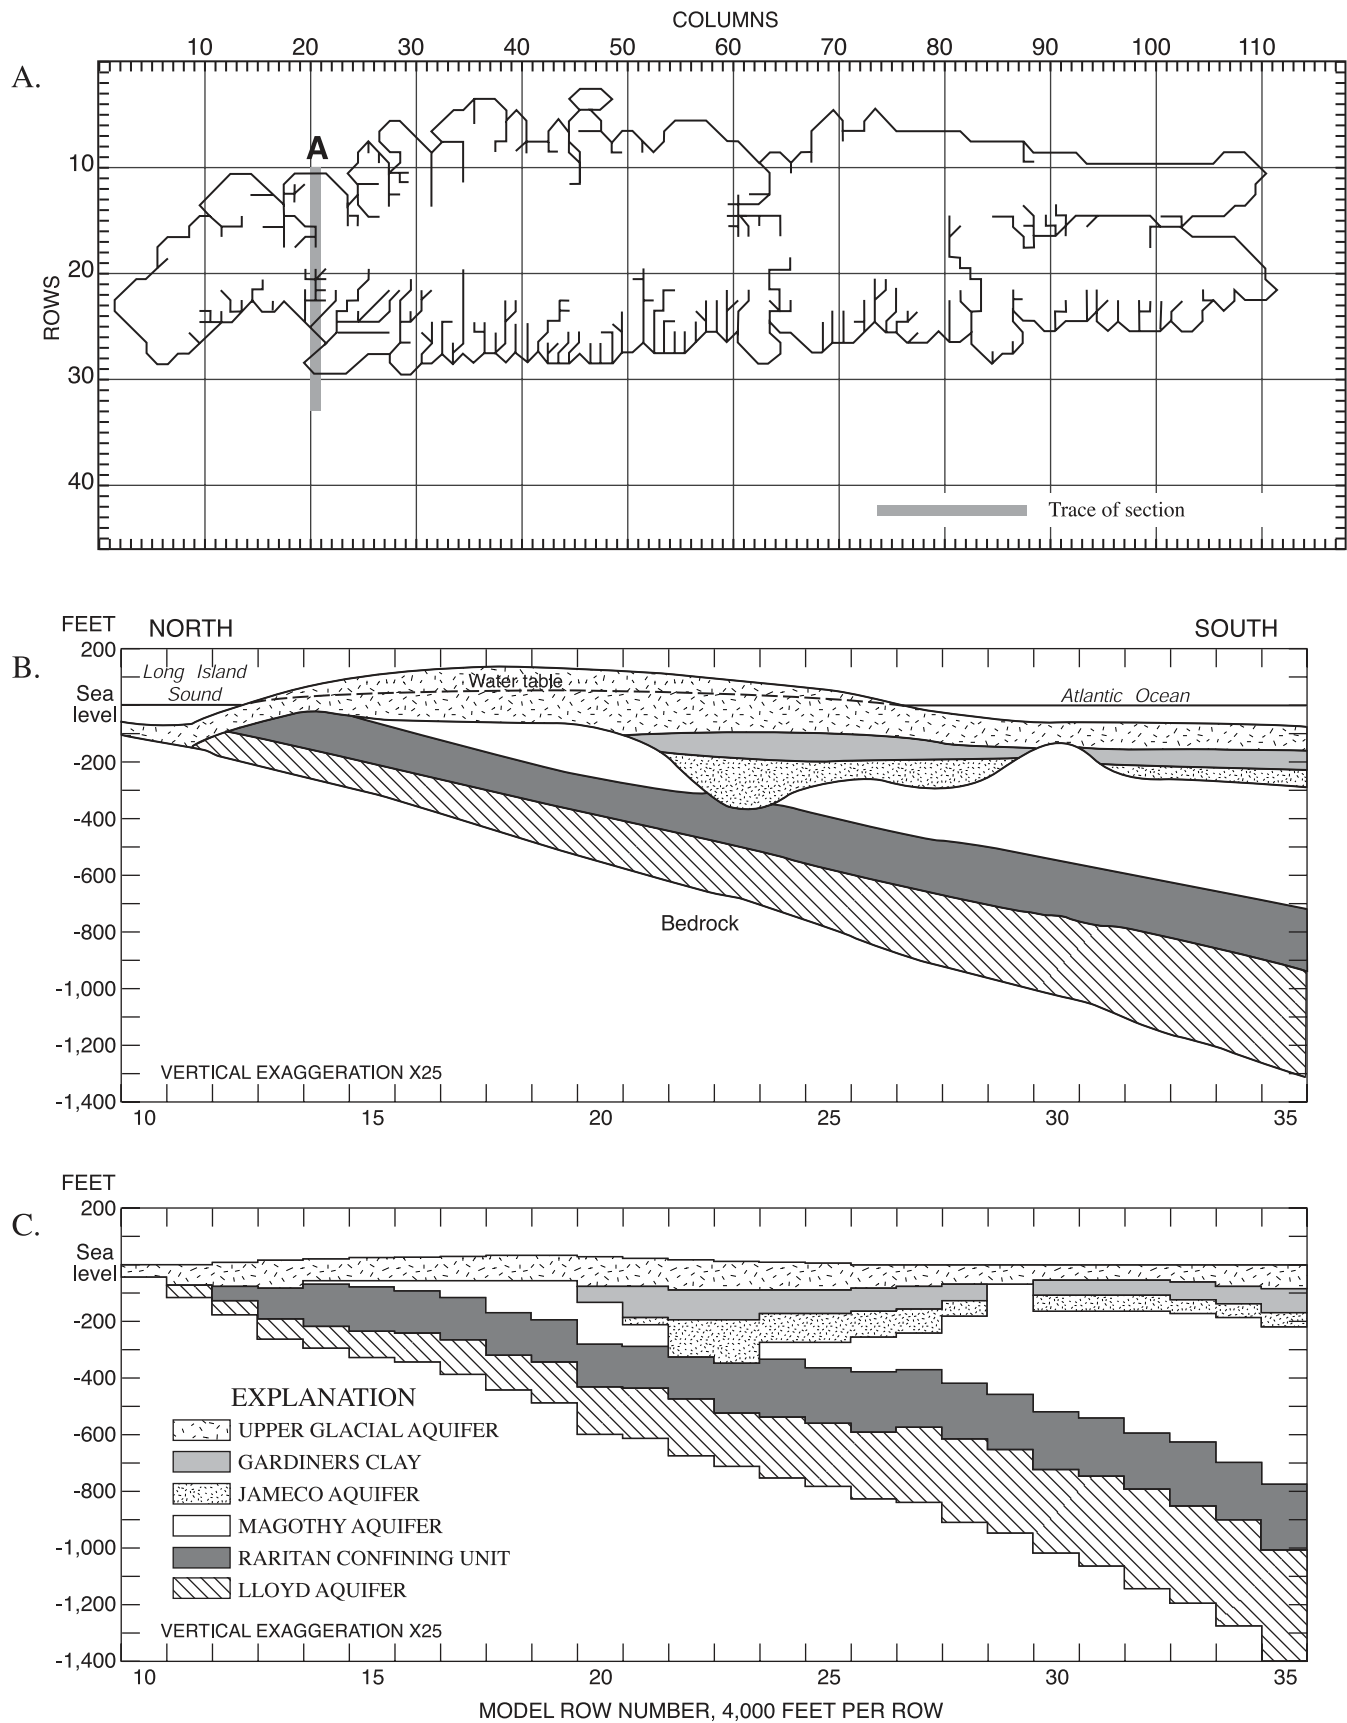 COLUMNS
10 20 30 40 50 60 70 80 90 100 110
A.
A
10
20
30
40
ROWS
Trace of section
B.
FEET
NORTH
SOUTH
200
Long Island
Sound
Water table
Atlantic Ocean
Sea
level
-200
-400
-600
-800
-1,000
-1,200
-1,400
Bedrock
VERTICAL EXAGGERATION X25
10 15 20 25 30 35
C.
FEET
200
Sea
level
-200
-400
-600
-800
-1,000
-1,200
-1,400
EXPLANATION
UPPER GLACIAL AQUIFER
GARDINERS CLAY
JAMECO AQUIFER
MAGOTHY AQUIFER
RARITAN CONFINING UNIT
LLOYD AQUIFER
VERTICAL EXAGGERATION X25
10 15 20 25 30 35
MODEL ROW NUMBER, 4,000 FEET PER ROW